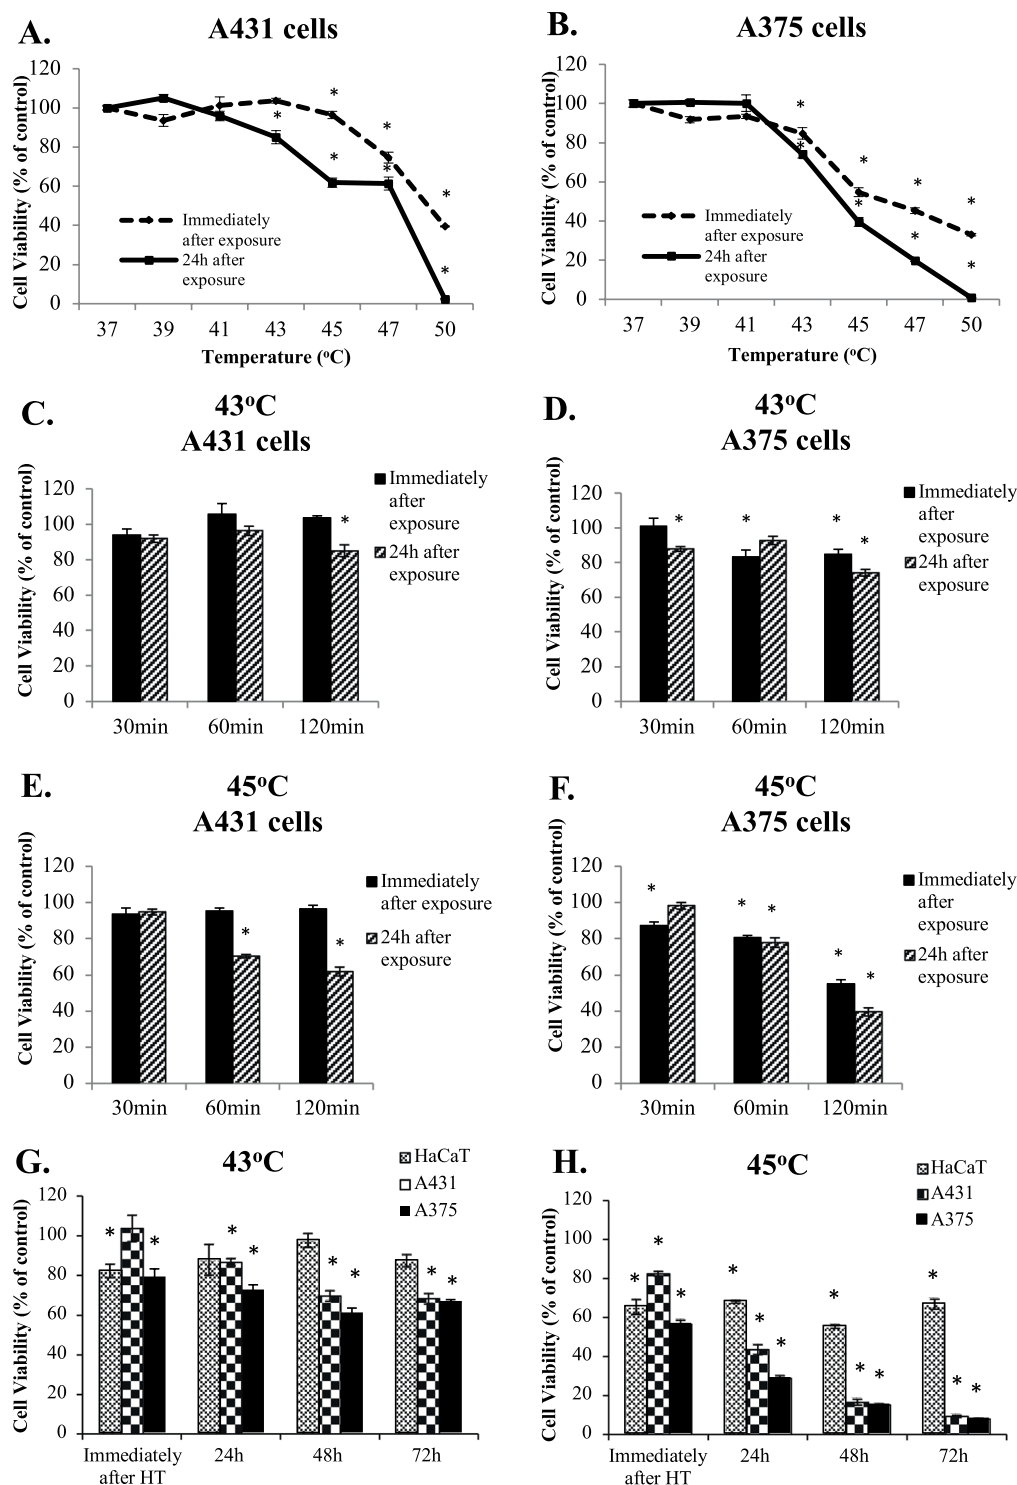 A.
A431 cells
Cell Viability (% of control)
120
100
80
60
40
20
0
* * * * * * *
Immediately
after exposure
24h after
exposure
37 39 41 43 45 47 50
Temperature (ºC)
B.
A375 cells
Cell Viability (% of control)
120
100
80
60
40
20
0
* * * * * * * *
Immediately
after exposure
24h after
exposure
37 39 41 43 45 47 50
Temperature (ºC)
C.
43ºC
A431 cells
Cell Viability (% of control)
120
100
80
60
40
20
0
*
Immediately
after
exposure
24h after
exposure
30min 60min 120min
D.
43ºC
A375 cells
Cell Viability (% of control)
120
100
80
60
40
20
0
* * * *
Immediately
after
exposure
24h after
exposure
30min 60min 120min
E.
45ºC
A431 cells
Cell Viability (% of control)
120
100
80
60
40
20
0
* *
Immediately
after exposure
24h after
exposure
30min 60min 120min
F.
45ºC
A375 cells
Cell Viability (% of control)
120
100
80
60
40
20
0
* * * * *
Immediately
after
exposure
24h after
exposure
30min 60min 120min
G.
43ºC
HaCaT
A431
A375
Cell Viability (% of control)
120
100
80
60
40
20
0
* * * * * * * *
Immediately
after HT
24h 48h 72h
H.
45ºC
HaCaT
A431
A375
Cell Viability (% of control)
120
100
80
60
40
20
0
* * * * * * * * * * * *
Immediately
after HT
24h 48h 72h